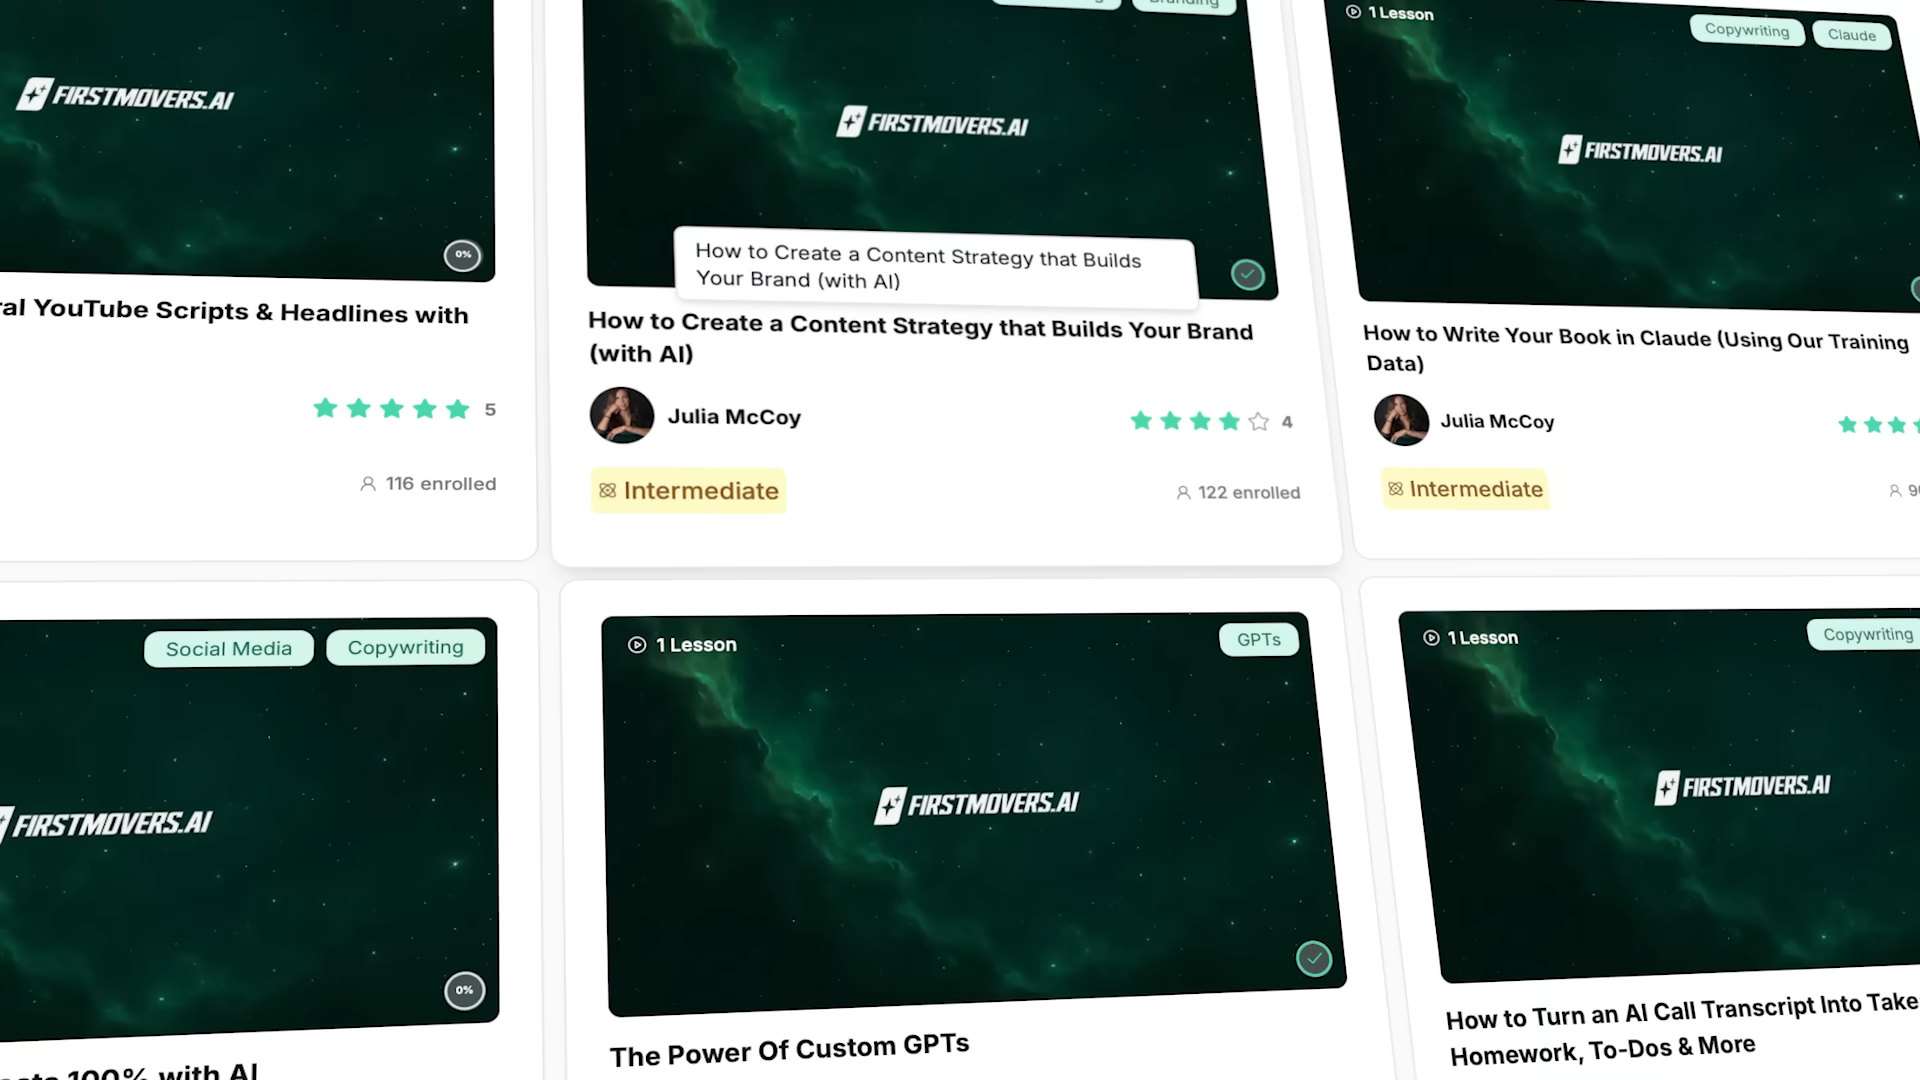 FIRSTMOVERS.AI
0%
YouTube Scripts & Headlines with
5
116 enrolled
FIRSTMOVERS.AI
How to Create a Content Strategy that Builds
Your Brand (with AI)
How to Create a Content Strategy that Builds Your Brand
(with AI)
Julia McCoy
4
Intermediate
122 enrolled
1 Lesson
Copywriting
Claude
FIRSTMOVERS.AI
How to Write Your Book in Claude (Using Our Training
Data)
Julia McCoy
Intermediate
Social Media
Copywriting
FIRSTMOVERS.AI
0%
100% with AI
1 Lesson
GPTs
FIRSTMOVERS.AI
The Power Of Custom GPTs
1 Lesson
Copywriting
FIRSTMOVERS.AI
How to Turn an AI Call Transcript Into Take
Homework, To-Dos & More